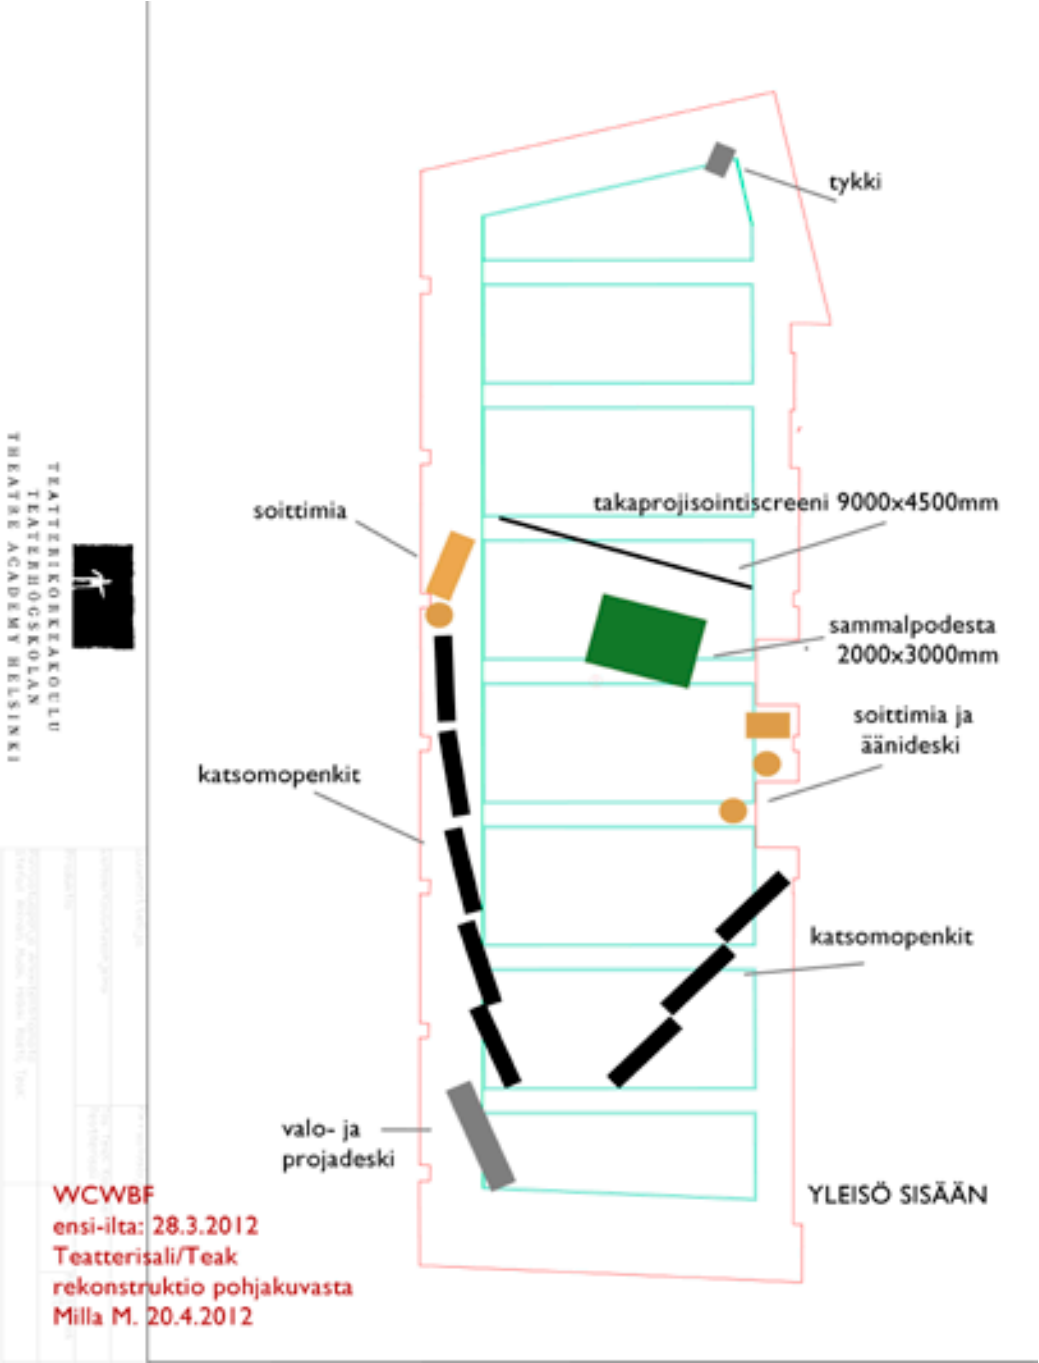 tykki
takaprojisointiscreeni 9000x4500mm
soittimia
sammalpodesta
2000x3000mm
soittimia ja
äänideski
katsomopenkit
katsomopenkit
valo- ja
projadeski
YLEISÖ SISÄÄN
TEATTERIKORKEAKOULU
TEATERHÖGSKOLAN
THEATRE ACADEMY HELSINKI
WCWBF
ensi-ilta: 28.3.2012
Teatterisali/Teak
rekonstruktio pohjakuvasta
Milla M. 20.4.2012